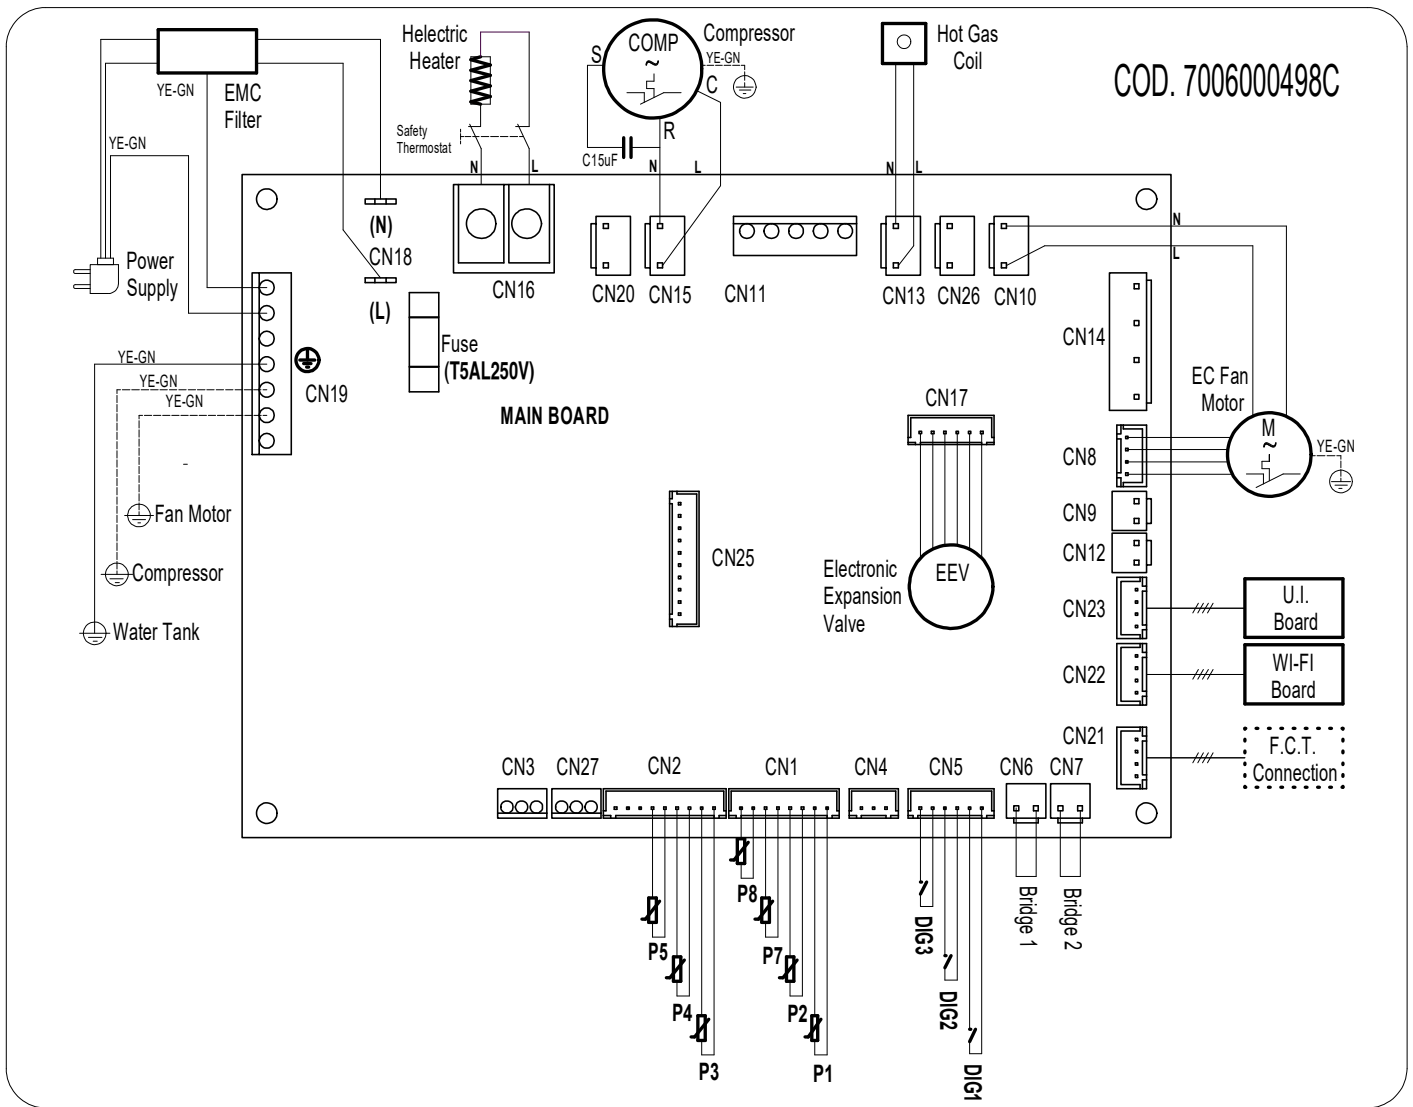 COD. 7006000498C
YE-GN
EMC
Filter
YE-GN
Power
Supply
Helectric
Heater
Safety
Thermostat
N
L
COMP
~
Compressor
S
YE-GN
C
R
C15uF
N
L
Hot Gas
Coil
N
L
(N)
CN18
(L)
CN16
CN20
CN15
CN11
CN13
CN26
CN10
N
L
Fuse
(T5AL250V)
MAIN BOARD
CN19
YE-GN
YE-GN
YE-GN
Fan Motor
Compressor
Water Tank
CN14
EC Fan
Motor
M
~
YE-GN
CN17
CN8
CN9
CN12
CN25
Electronic
Expansion
Valve
EEV
CN23
U.I.
Board
CN22
WI-FI
Board
CN21
F.C.T.
Connection
CN3
CN27
CN2
CN1
CN4
CN5
CN6
CN7
P8
P5
P7
P4
P2
P3
P1
DIG3
DIG2
DIG1
Bridge 1
Bridge 2